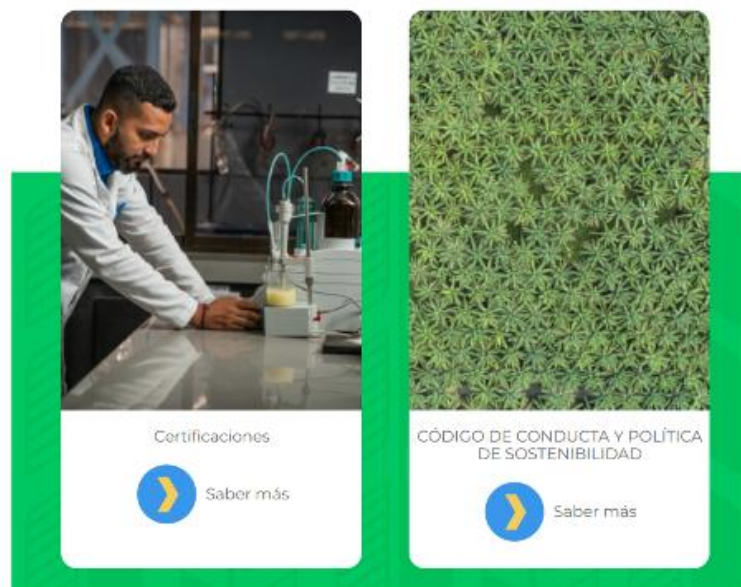 Certificaciones
Saber más
CÓDIGO DE CONDUCTA Y POLÍTICA
DE SOSTENIBILIDAD
Saber más